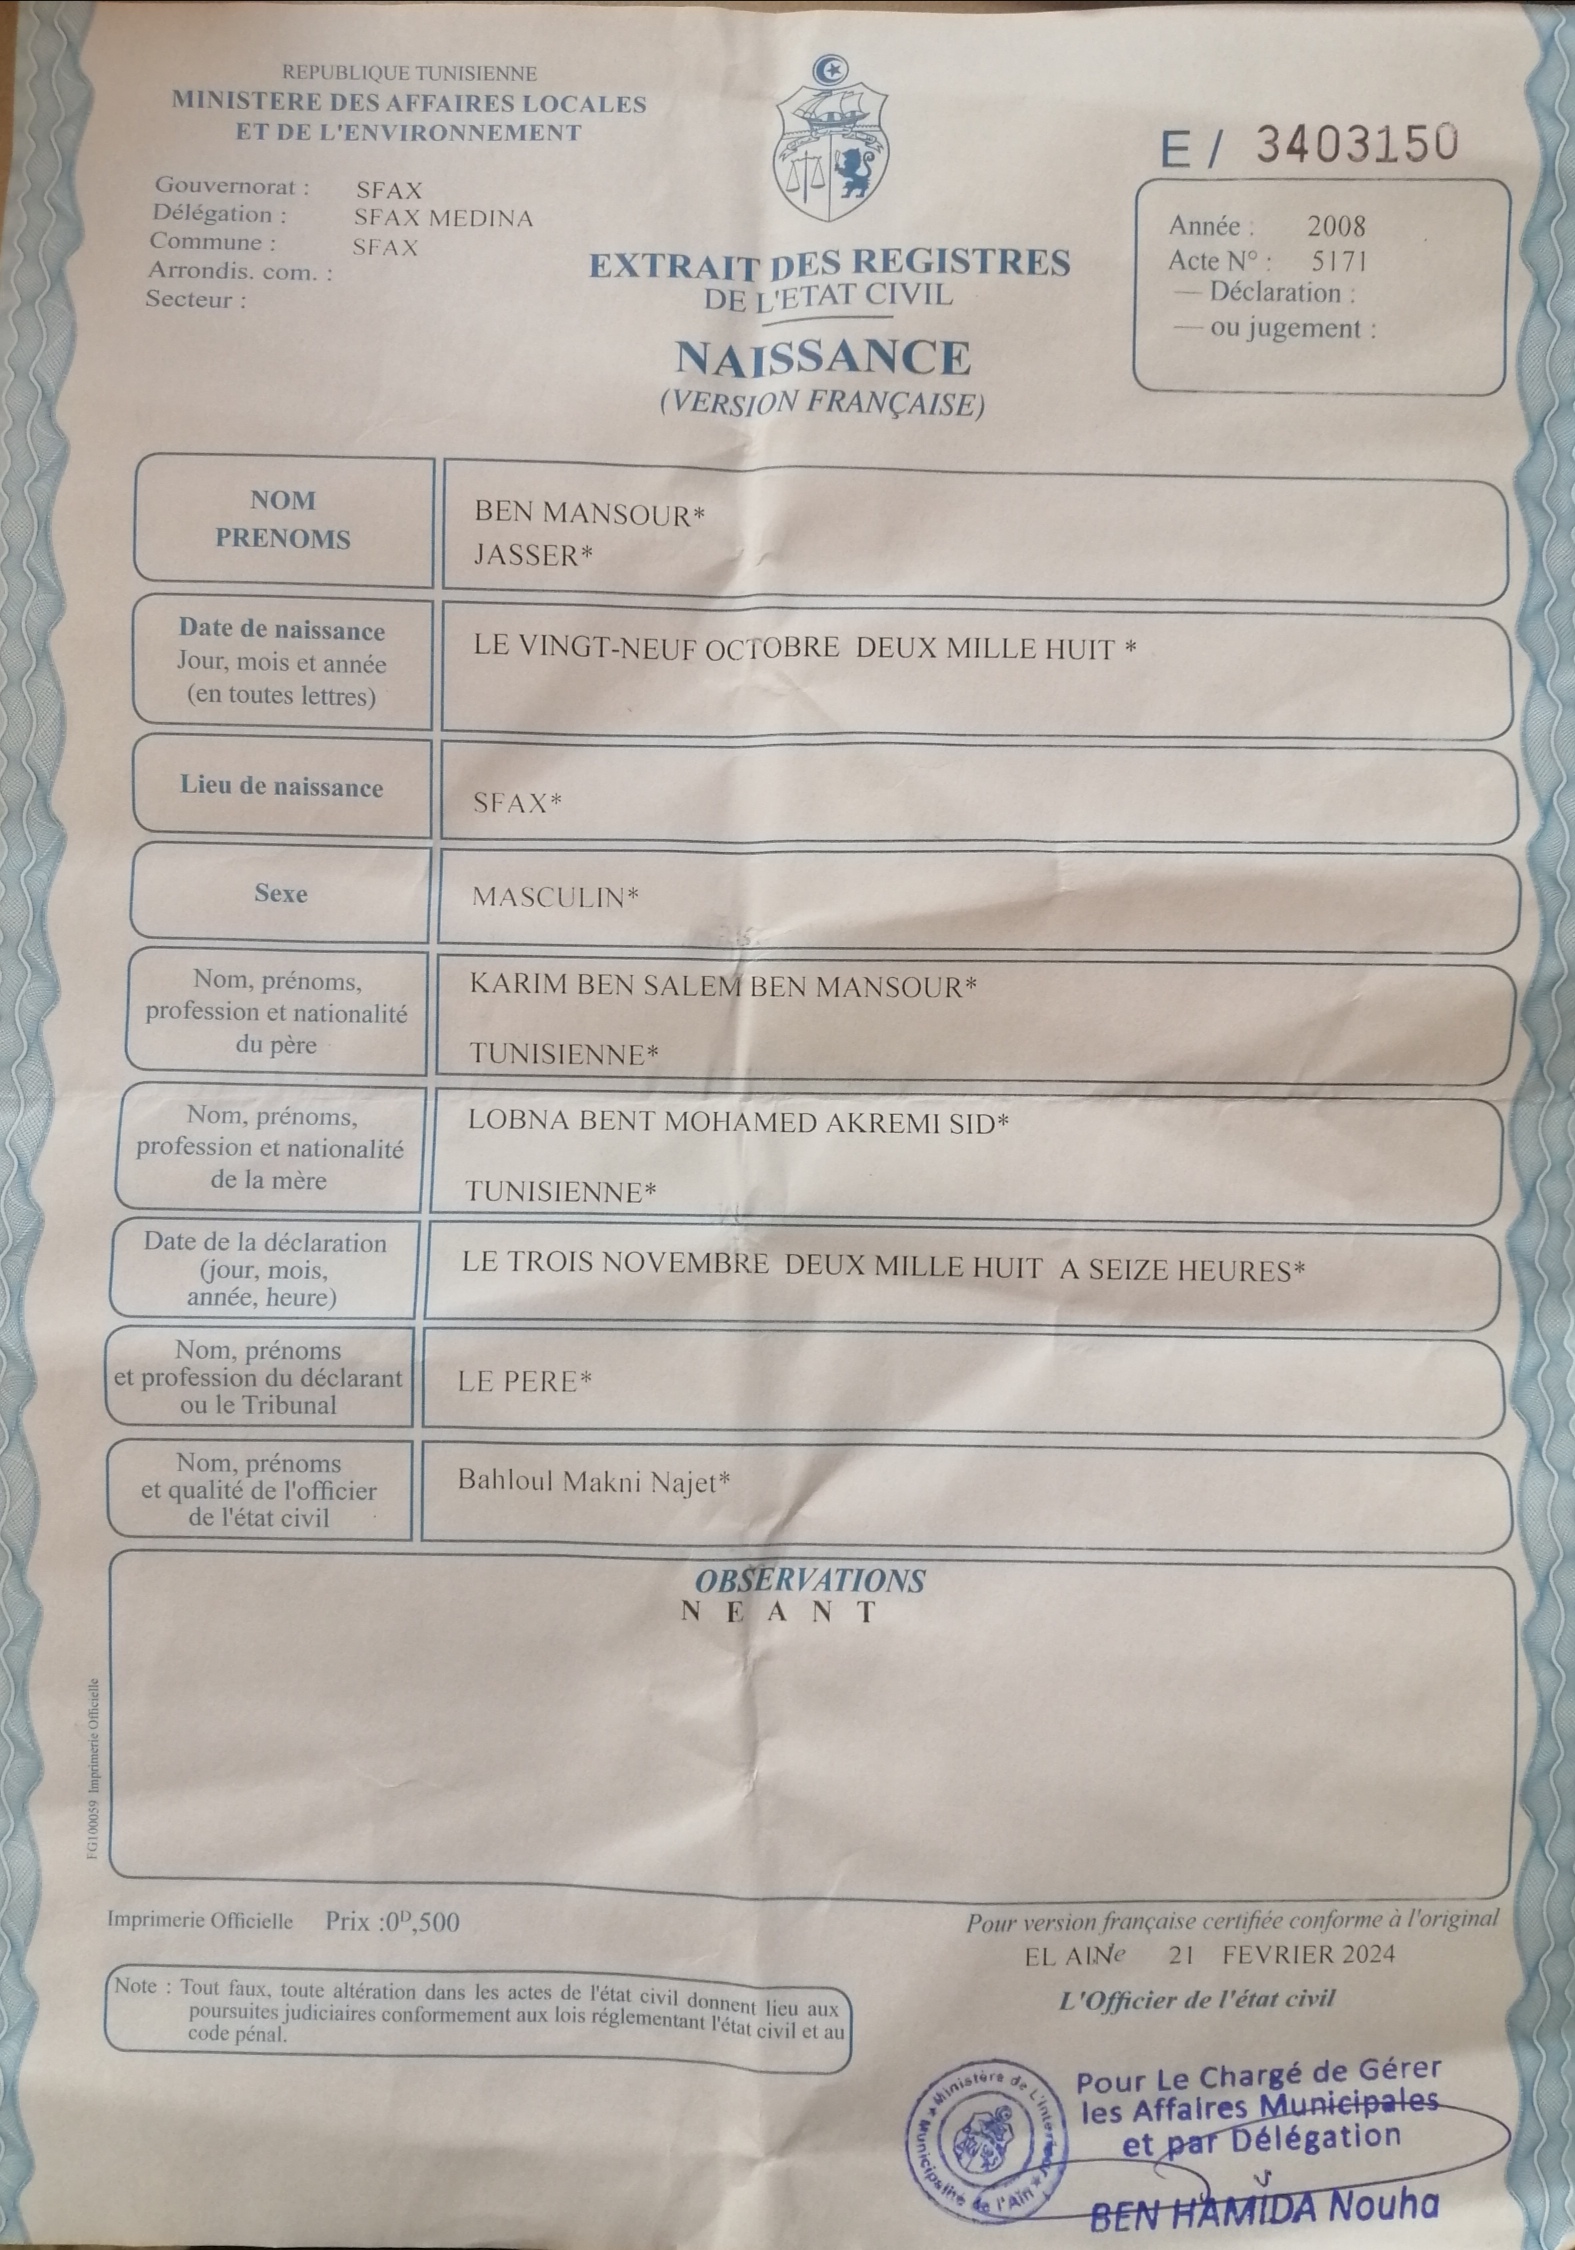 REPUBLIQUE TUNISIENNE
MINISTERE DES AFFAIRES LOCALES
ET DE L'ENVIRONNEMENT
Gouvernorat : SFAX
Délégation : SFAX MEDINA
Commune : SFAX
Arrondis. com. :
Secteur :
E / 3403150
Année : 2008
Acte N° : 5171
— Déclaration :
— ou jugement :
EXTRAIT DES REGISTRES
DE L'ETAT CIVIL
NAISSANCE
(VERSION FRANÇAISE)
NOM
PRENOMS
BEN MANSOUR*
JASSER*
Date de naissance
Jour, mois et année
(en toutes lettres)
LE VINGT-NEUF OCTOBRE DEUX MILLE HUIT *
Lieu de naissance
SFAX*
Sexe
MASCULIN*
Nom, prénoms,
profession et nationalité
du père
KARIM BEN SALEM BEN MANSOUR*
TUNISIENNE*
Nom, prénoms,
profession et nationalité
de la mère
LOBNA BENT MOHAMED AKREMI SID*
TUNISIENNE*
Date de la déclaration
(jour, mois,
année, heure)
LE TROIS NOVEMBRE DEUX MILLE HUIT A SEIZE HEURES*
Nom, prénoms
et profession du déclarant
ou le Tribunal
LE PERE*
Nom, prénoms
et qualité de l'officier
de l'état civil
Bahloul Makni Najet*
OBSERVATIONS
N E A N T
FG100059 Imprimerie Officielle
Imprimerie Officielle Prix :0ᴰ,500
Pour version française certifiée conforme à l'original
EL AIN le 21 FEVRIER 2024
L'Officier de l'état civil
Note : Tout faux, toute altération dans les actes de l'état civil donnent lieu aux
poursuites judiciaires conformement aux lois réglementant l'état civil et au
code pénal.
Ministère de L'interieur
Municipalité de l'Aïn
Pour Le Chargé de Gérer
les Affaires Municipales
et par Délégation
BEN HAMIDA Nouha